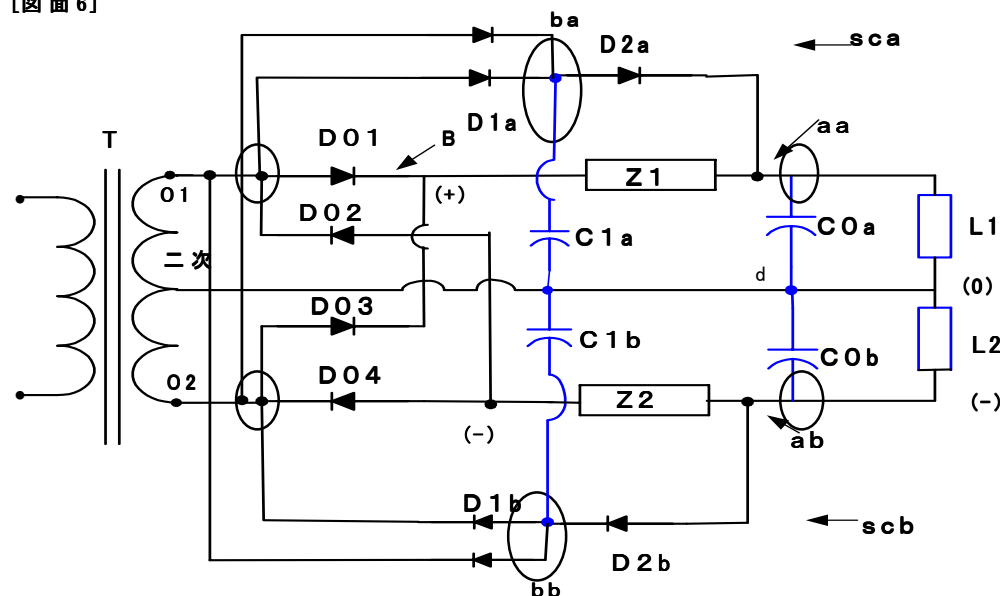 [図面6]
ba
D2a
sca
D1a
T
D01
B
aa
O1
(+)
Z1
D02
C1a
C0a
L1
二次
d
(0)
D03
C1b
C0b
L2
O2
D04
Z2
(-)
(-)
ab
D1b
scb
D2b
bb